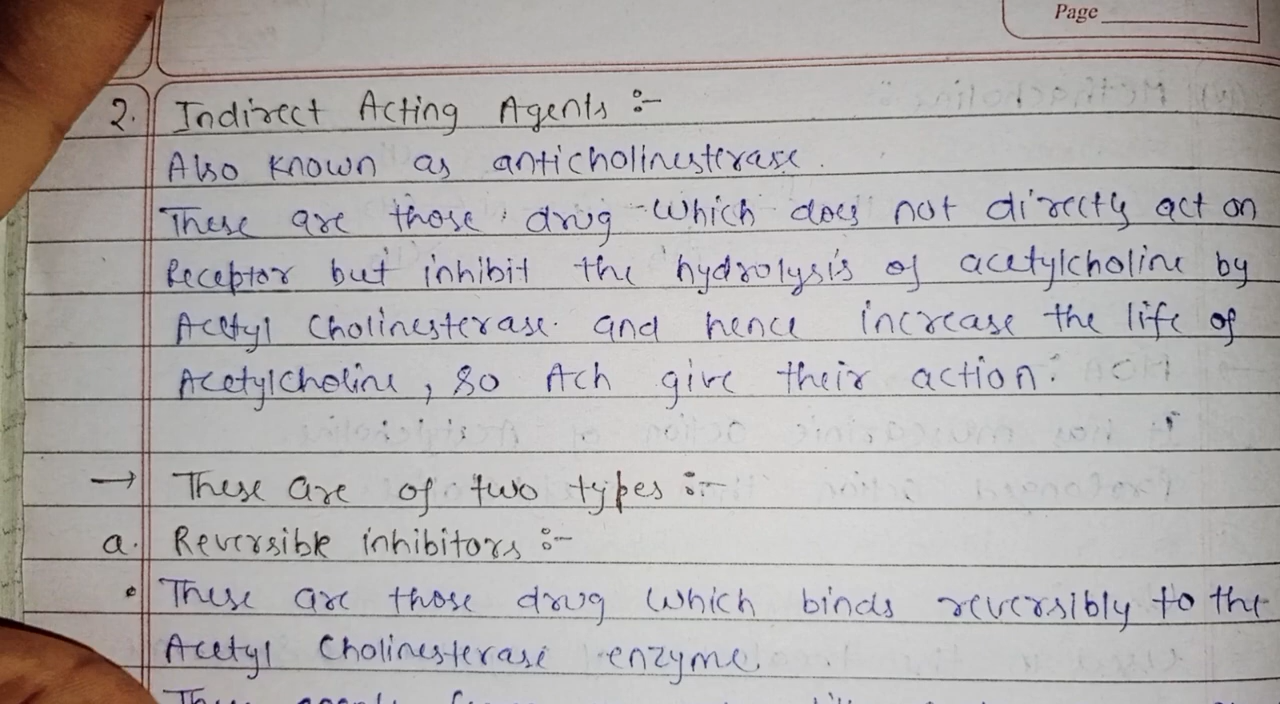 Page
2. Indirect Acting Agents :-
Also known as anticholinesterase.
These are those drug which does not directly act on
Receptor but inhibit the hydrolysis of acetylcholine by
Acetyl Cholinesterase. and hence increase the life of
Acetylcholine, so Ach give their action.
→ These are of two types :-
a. Reversible inhibitors :-
• These are those drug which binds reversibly to the
Acetyl Cholinesterase enzyme.